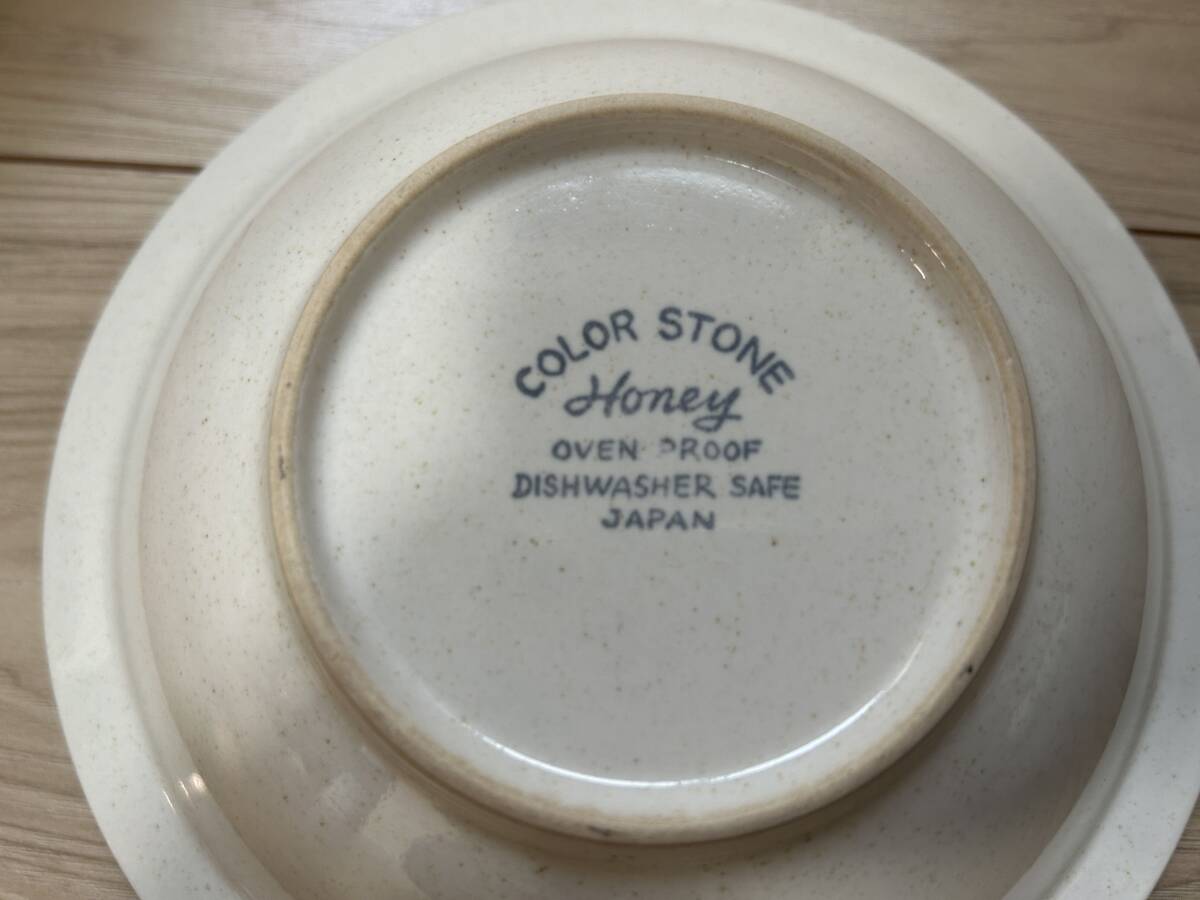 COLOR STONE
Honey
OVEN PROOF
DISHWASHER SAFE
JAPAN